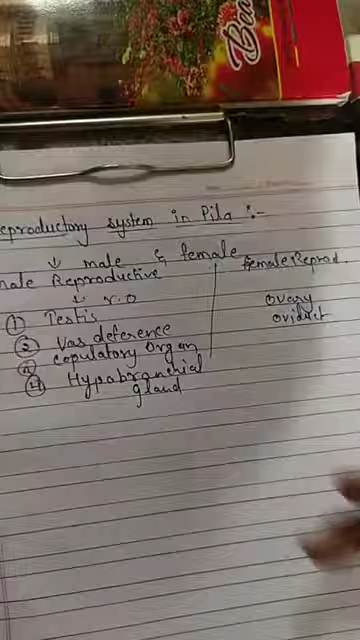 eproductory system in Pila :-
↓ male & female
male Reproductive
↓ r.o
① Testis
② Vas deference
③ copulatory organ
④ Hypobranchial
gland
female Reprod.
ovary
oviduct